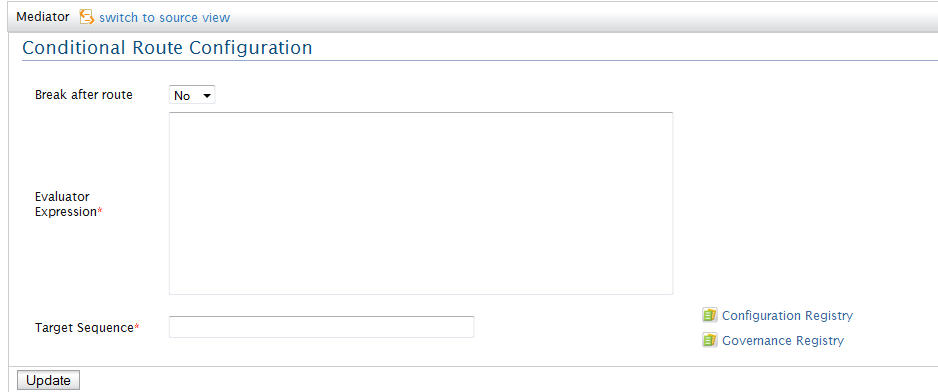 Mediator switch to source view
Conditional Route Configuration
Break after route No
Evaluator
Expression*
Target Sequence*
Configuration Registry
Governance Registry
Update